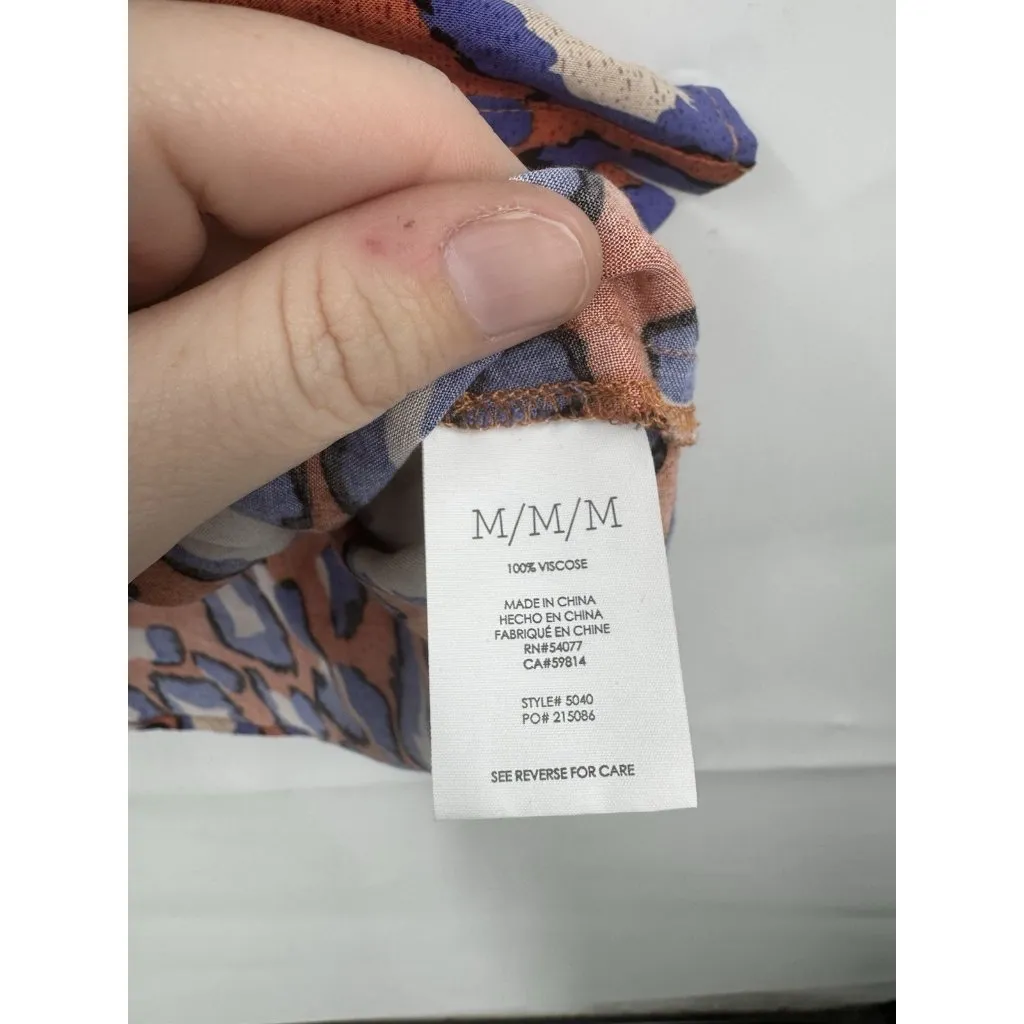 M/M/M
100% VISCOSE
MADE IN CHINA
HECHO EN CHINA
FABRIQUÉ EN CHINE
RN#54077
CA#59814
STYLE# 5040
PO# 215086
SEE REVERSE FOR CARE